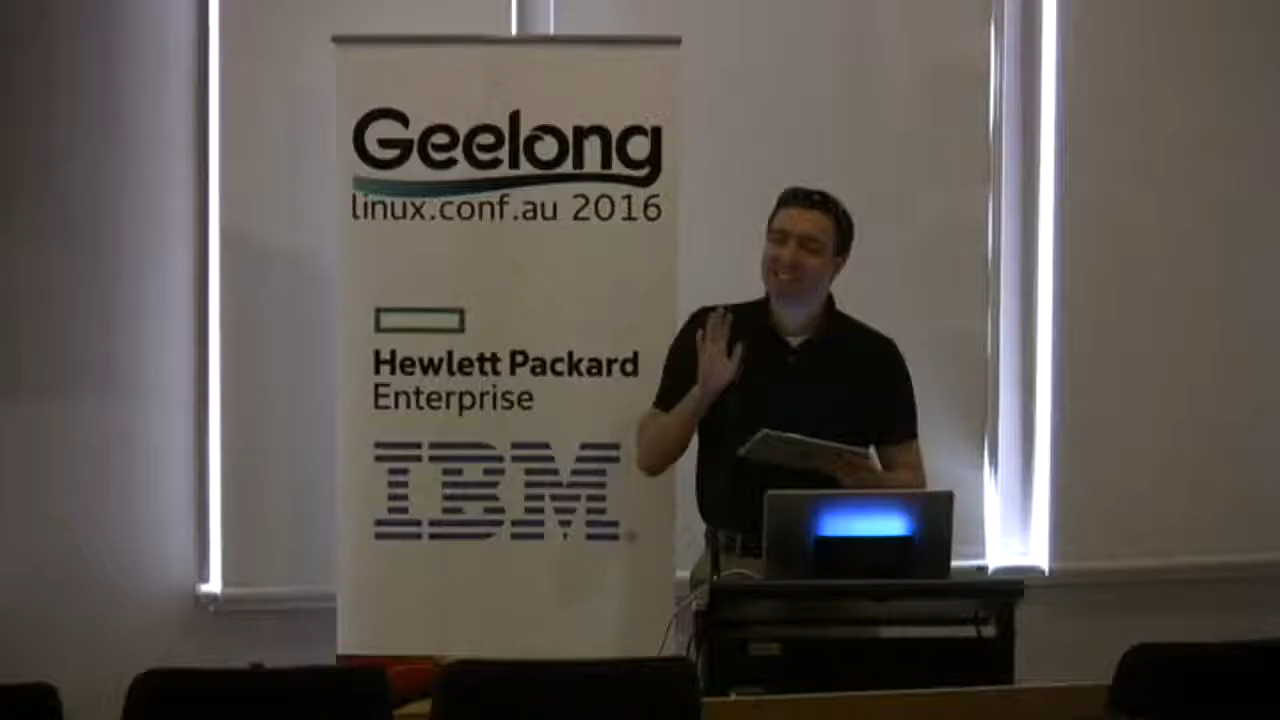 Geelong
linux.conf.au 2016
Hewlett Packard
Enterprise
IBM